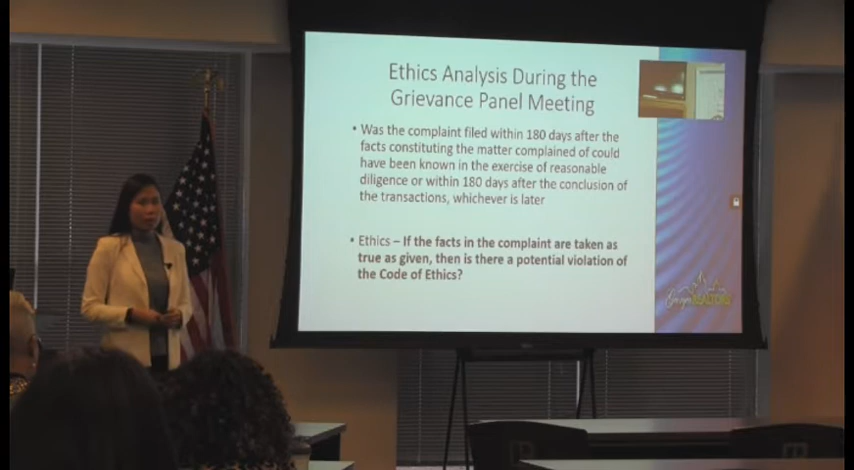 Ethics Analysis During the
Grievance Panel Meeting
• Was the complaint filed within 180 days after the
facts constituting the matter complained of could
have been known in the exercise of reasonable
diligence or within 180 days after the conclusion of
the transactions, whichever is later
• Ethics – If the facts in the complaint are taken as
true as given, then is there a potential violation of
the Code of Ethics?
REALTORS